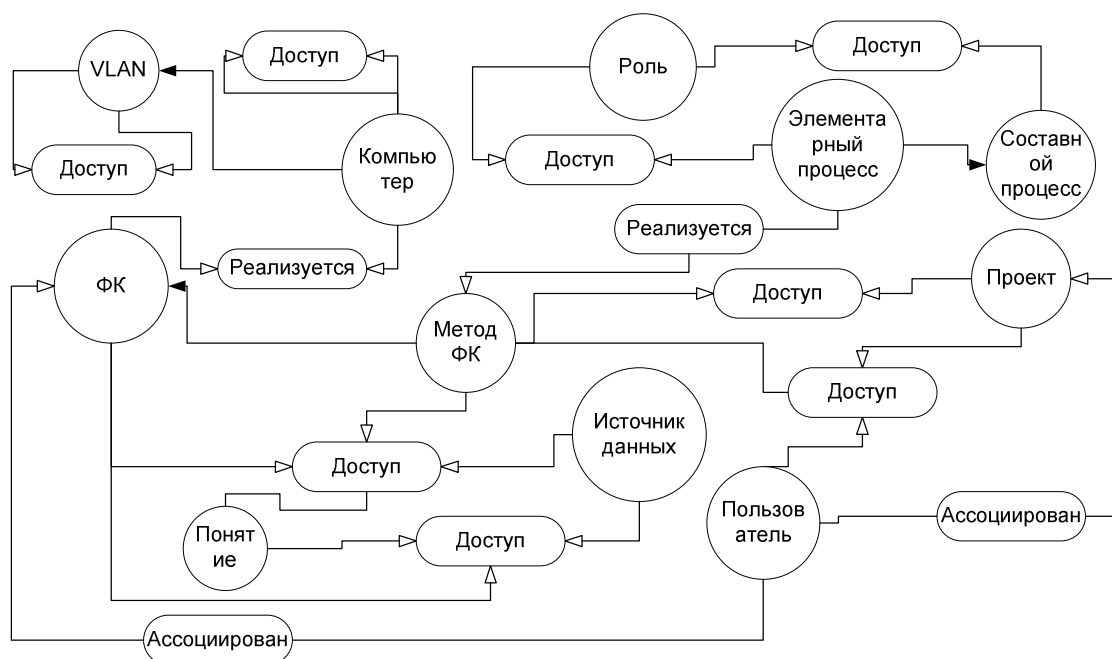 VLAN
Доступ
Роль
Доступ
Доступ
Компью
тер
Доступ
Элемента
рный
процесс
Составн
ой
процесс
Реализуется
ФК
Реализуется
Доступ
Проект
Метод
ФК
Доступ
Источник
данных
Доступ
Понят
ие
Доступ
Пользов
атель
Ассоциирован
Ассоциирован